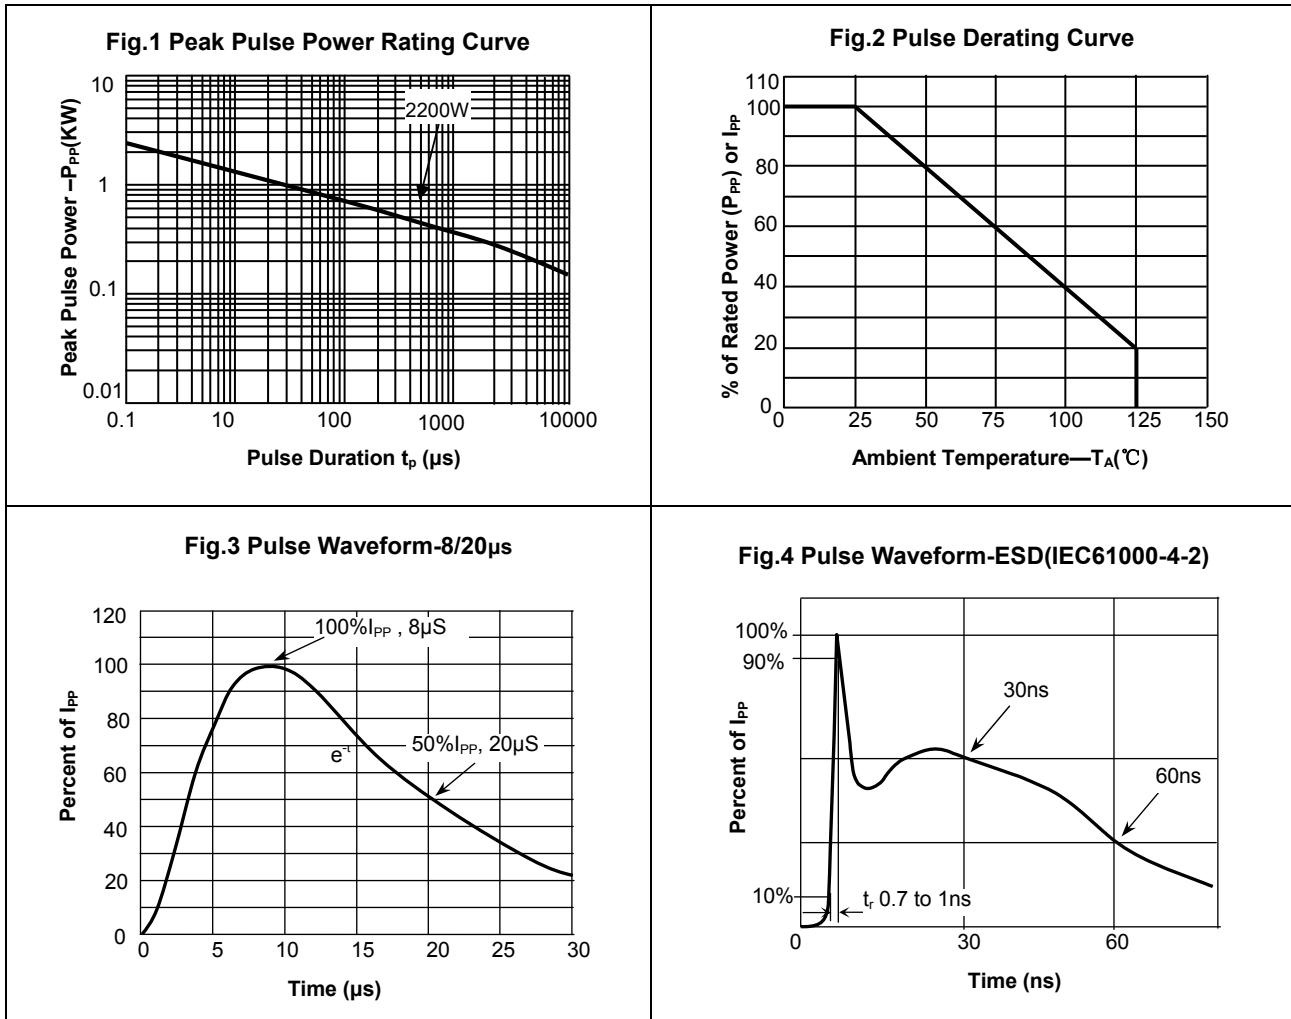 Fig.1 Peak Pulse Power Rating Curve
Peak Pulse Power –PPP(KW)
10
1
0.1
0.01
2200W
0.1 10 100 1000 10000
Pulse Duration tp (µs)
Fig.2 Pulse Derating Curve
% of Rated Power (PPP) or IPP
110
100
80
60
40
20
0
0 25 50 75 100 125 150
Ambient Temperature—TA(℃)
Fig.3 Pulse Waveform-8/20µs
Percent of IPP
120
100
80
60
40
20
0
100%IPP , 8µS
e-t
50%IPP, 20µS
0 5 10 15 20 25 30
Time (µs)
Fig.4 Pulse Waveform-ESD(IEC61000-4-2)
Percent of IPP
100%
90%
10%
30ns
60ns
tr 0.7 to 1ns
0 30 60
Time (ns)